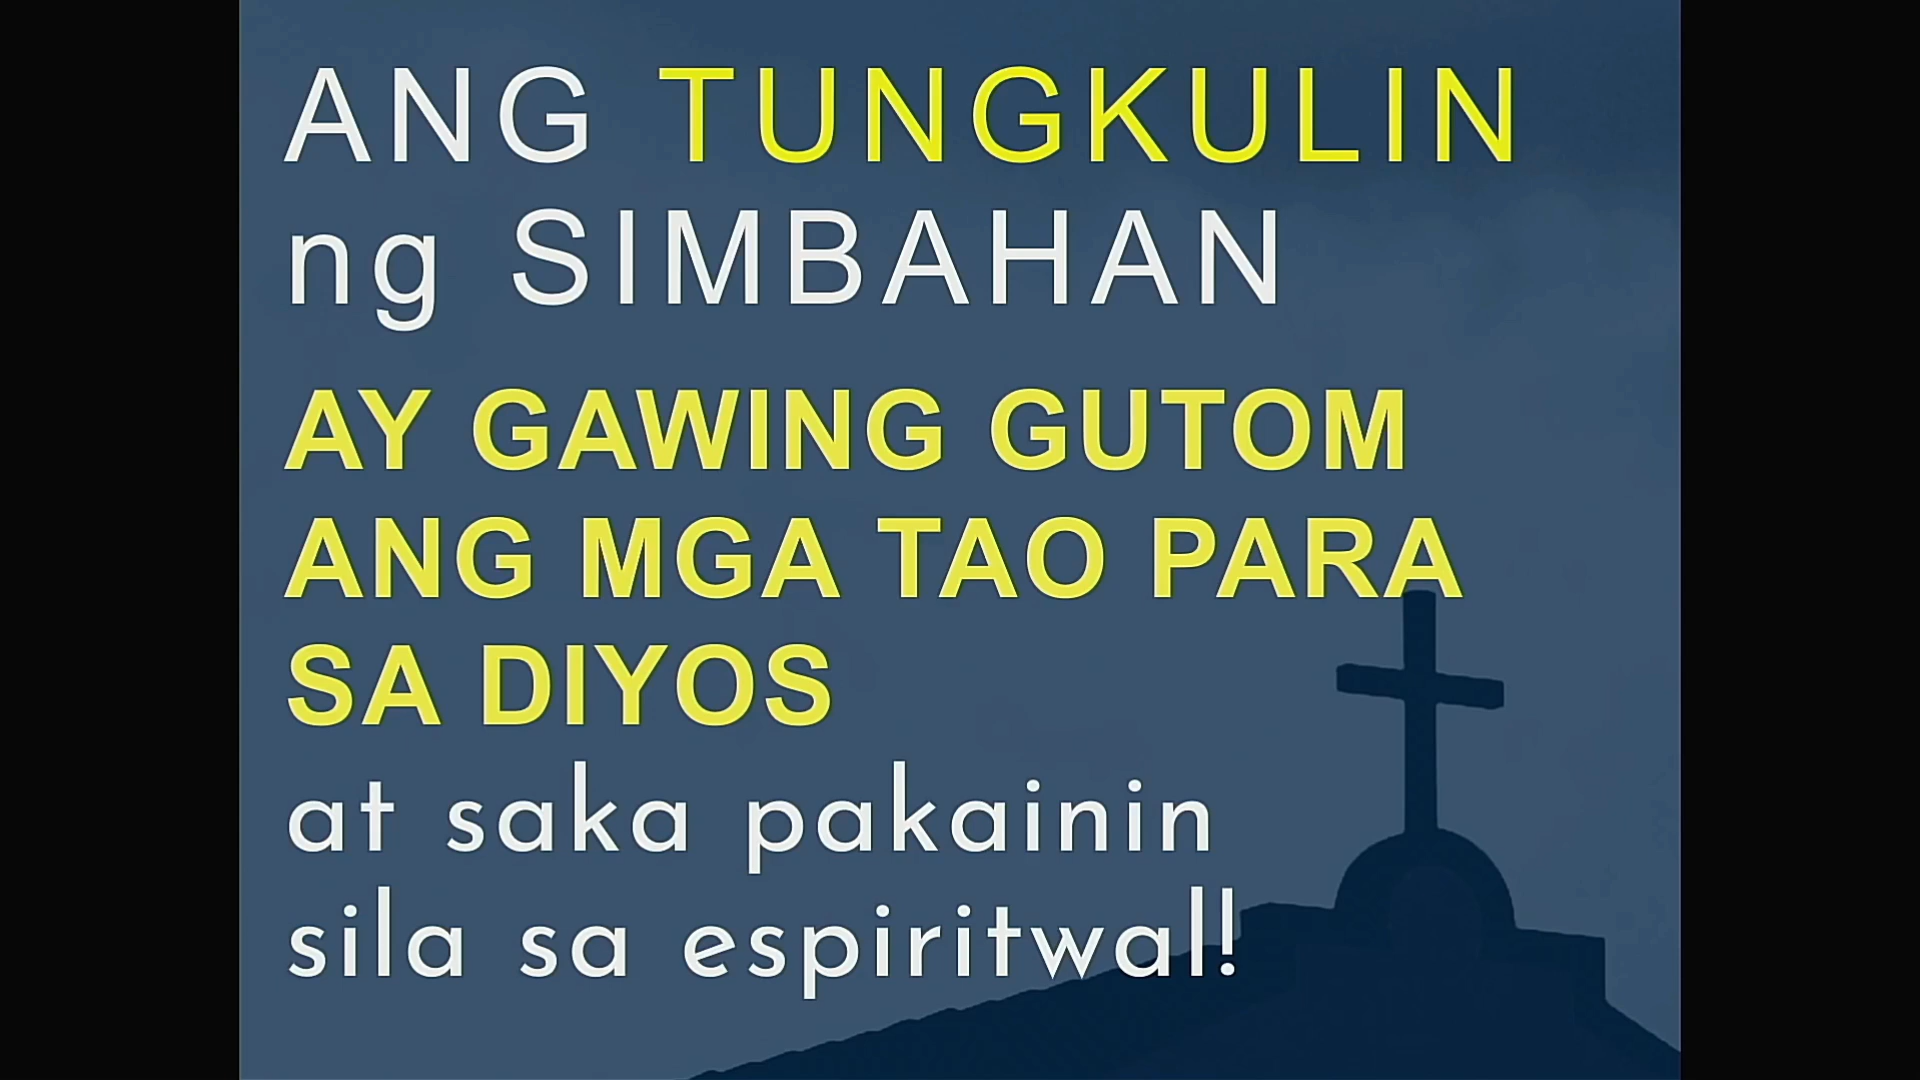 ANG TUNGKULIN
ng SIMBAHAN
AY GAWING GUTOM
ANG MGA TAO PARA
SA DIYOS
at saka pakainin
sila sa espiritwal!